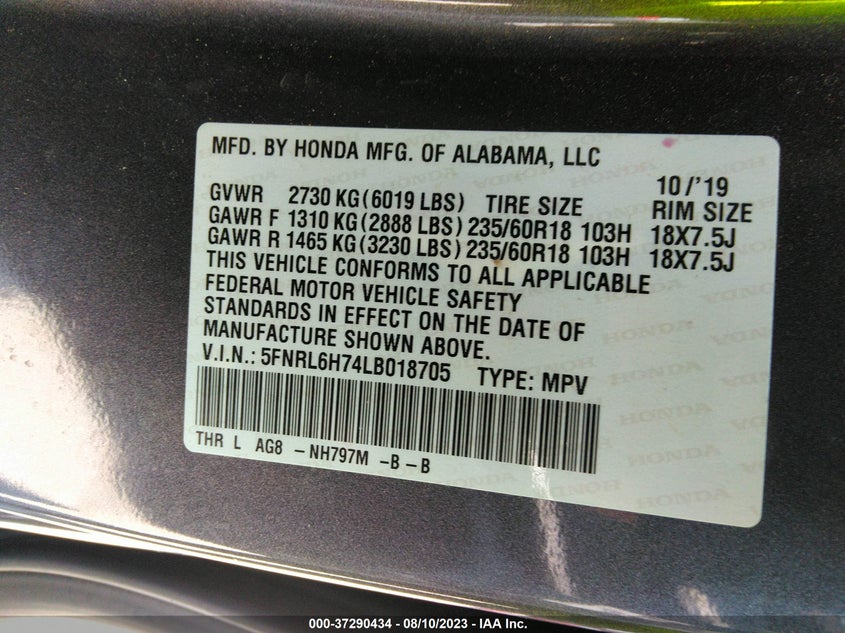 MFD. BY HONDA MFG. OF ALABAMA, LLC
10/'19
GVWR 2730 KG(6019 LBS) TIRE SIZE RIM SIZE
GAWR F 1310 KG(2888 LBS) 235/60R18 103H 18X7.5J
GAWR R 1465 KG(3230 LBS) 235/60R18 103H 18X7.5J
THIS VEHICLE CONFORMS TO ALL APPLICABLE
FEDERAL MOTOR VEHICLE SAFETY
STANDARDS IN EFFECT ON THE DATE OF
MANUFACTURE SHOWN ABOVE.
V.I.N.: 5FNRL6H74LB018705 TYPE: MPV
THR L AG8 - NH797M - B - B
000-37290434 - 08/10/2023 - IAA Inc.